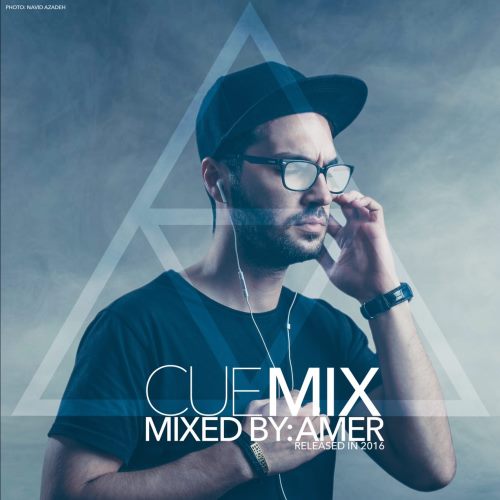 PHOTO: NAVID AZADEH
CUEMIX
MIXED BY: AMER
RELEASED IN 2016